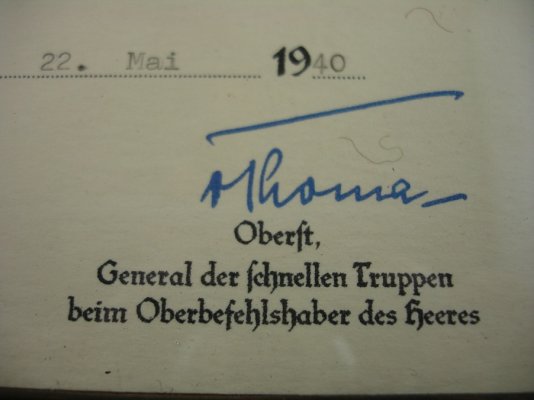 22. Mai 1940
Thoma
Oberst,
General der schnellen Truppen
beim Oberbefehlshaber des Heeres